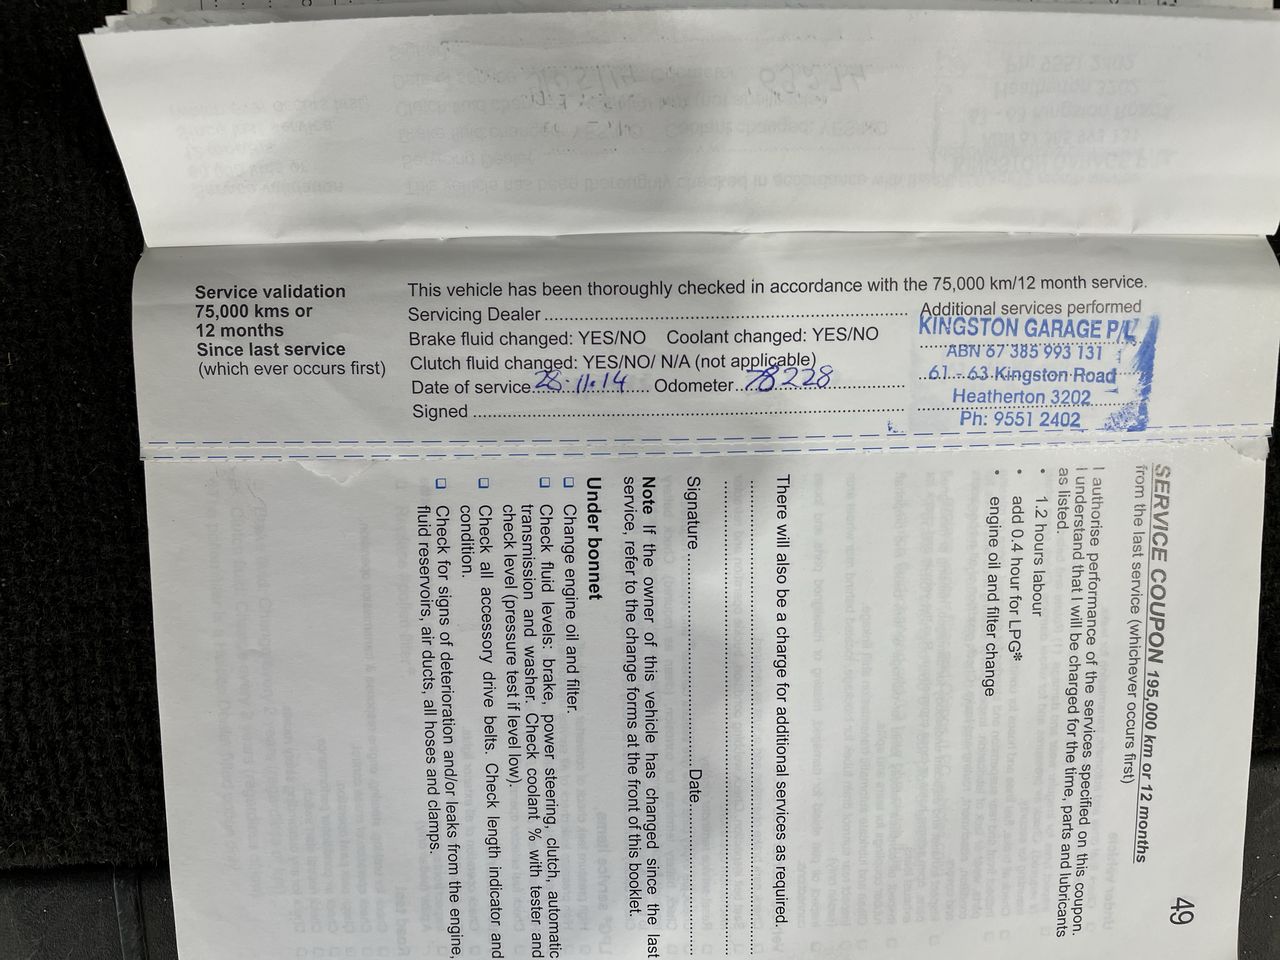 Service validation
75,000 kms or
12 months
Since last service
(which ever occurs first)
This vehicle has been thoroughly checked in accordance with the 75,000 km/12 month service.
Servicing Dealer
Brake fluid changed: YES/NO Coolant changed: YES/NO
Clutch fluid changed: YES/NO/ N/A (not applicable)
Date of service 28.11.14 Odometer 78228
Signed
Additional services performed
KINGSTON GARAGE P/L
ABN 67 385 993 131
61 - 63 Kingston Road
Heatherton 3202
Ph: 9551 2402
49
SERVICE COUPON 195,000 km or 12 months
from the last service (whichever occurs first)
I authorise performance of the services specified on this coupon.
I understand that I will be charged for the time, parts and lubricants
as listed.
• 1.2 hours labour
• add 0.4 hour for LPG*
• engine oil and filter change
There will also be a charge for additional services as required.
Signature Date
Note If the owner of this vehicle has changed since the last
service, refer to the change forms at the front of this booklet.
Under bonnet
Change engine oil and filter.
Check fluid levels: brake, power steering, clutch, automatic
transmission and washer. Check coolant % with tester and
check level (pressure test if level low).
Check all accessory drive belts. Check length indicator and
condition.
Check for signs of deterioration and/or leaks from the engine,
fluid reservoirs, air ducts, all hoses and clamps.